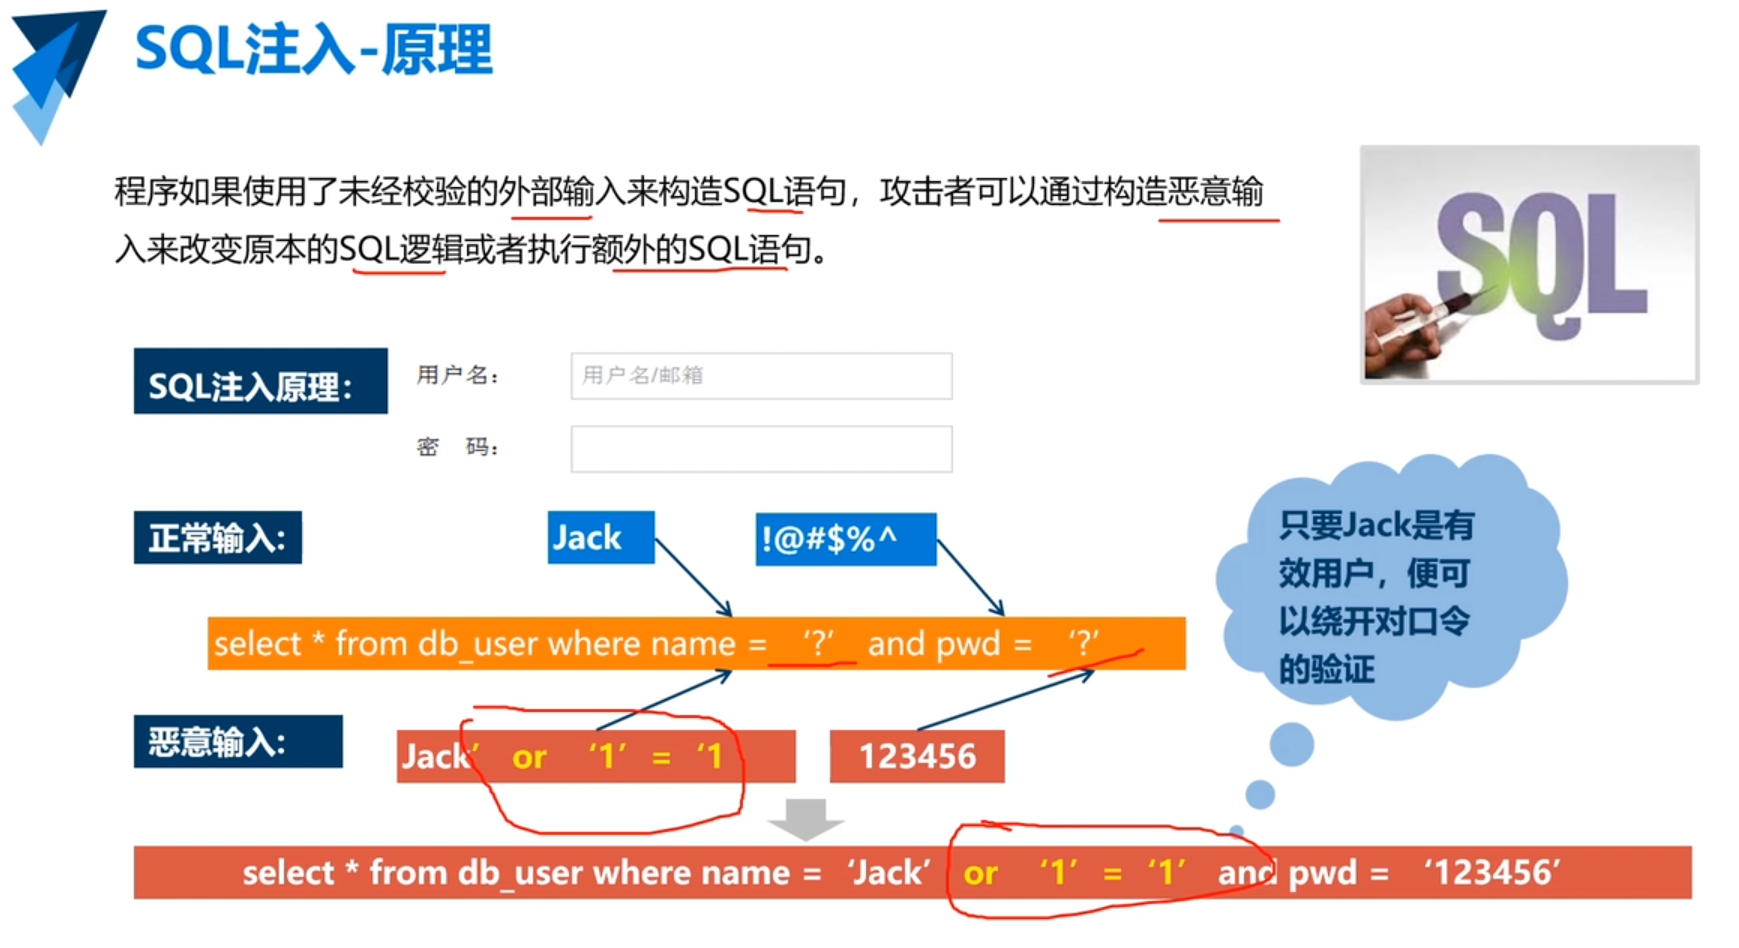 SQL注入-原理
程序如果使用了未经校验的外部输入来构造SQL语句，攻击者可以通过构造恶意输
入来改变原本的SQL逻辑或者执行额外的SQL语句。
SQL
SQL注入原理：
用户名：
用户名/邮箱
密 码：
正常输入：
Jack
!@#$%^
只要Jack是有
效用户，便可
以绕开对口令
的验证
select * from db_user where name = ‘?’ and pwd = ‘?’
恶意输入：
Jack’ or ‘1’ = ‘1
123456
select * from db_user where name = ‘Jack’ or ‘1’ = ‘1’ and pwd = ‘123456’